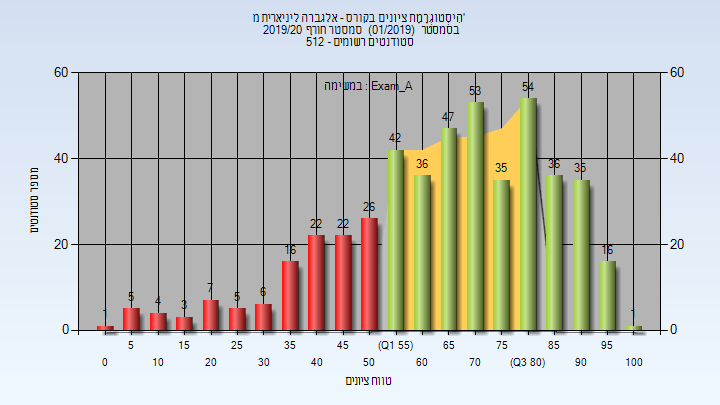 היסטוגרמת ציונים בקורס - אלגברה ליניארית מ'
בסמסטר (01/2019) סמסטר חורף 2019/20
סטודנטים רשומים - 512
במשימה : Exam_A
60 60
40 40
20 20
0 0
מספר סטודנטים
1 5 4 3 7 5 6 16 22 22 26 42 36 47 53 35 54 36 35 16 1
5 15 25 35 45 (Q1 55) 65 75 85 95
0 10 20 30 40 50 60 70 (Q3 80) 90 100
טווח ציונים